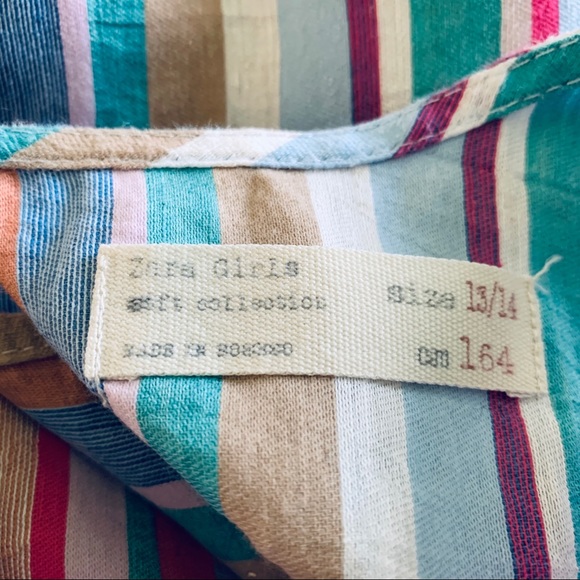 Zara Girls
soft collection size 13/14
MADE IN MOROCCO cm 164